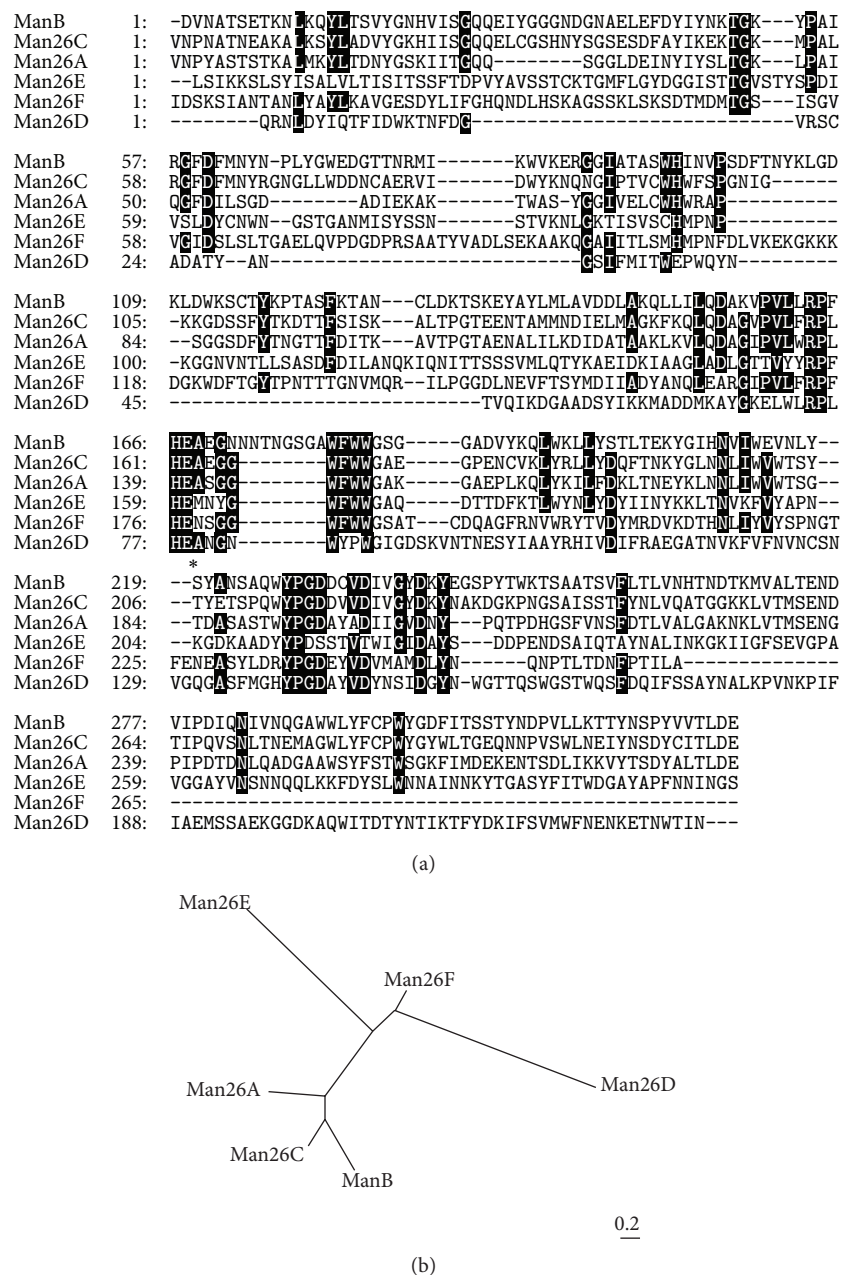 ManB 1: -DVNATSETKNLKQYLTSVYGNHVISGQQEIYGGGNDGNAELEFDYIYNKTGK---YPAI
Man26C 1: VNPNATNEAKALKSYLADVYGKHIISGQQELCGSHNYSGSESDFAYIKEKTGK---MPAL
Man26A 1: VNPYASTSTKALMKYLTDNYGSKIITGQQ--------SGGLDEINYIYSLTGK---LPAI
Man26E 1: --LSIKKSLSYISALVLTISITSSFTDPVYAVSSTCKTGMFLGYDGGISTTGVSTYSPDI
Man26F 1: IDSKSIANTANLYAYLKAVGESDYLIFGHQNDLHSKAGSSKLSKSDTMDMTGS---ISGV
Man26D 1: --------QRNLDYIQTFIDWKTNFDG-------------------------------VRSC
ManB 57: RGFDFMNYN-PLYGWEDGTTNRMI-------KWVKERGGIATASWHINVPSDFTNYKLGD
Man26C 58: RGFDFMNYRGNGLLWDDNCAERVI-------DWYKNQNGIPTVCWHWFSPGNIG------
Man26A 50: QGFDILSGD-----ADIEKAK---------TWAS-YGGIVELCWHWRAP-----------
Man26E 59: VSLDYCNWN--GSTGANMISYSSN-------STVKNLGKTISVSCHMPNP----------
Man26F 58: VGIDSLSLTGAELQVPDGDPRSAATYVADLSEKAAKQGAIITLSMHMPNFDLVKEKGKKK
Man26D 24: ADATY---AN---------------------------GSIFMITWEPWQYN---------
ManB 109: KLDWKSCTYKPTASFKTAN---CLDKTSKEYAYLMLAVDDLAKQLLILQDAKVPVLLRPF
Man26C 105: -KKGDSSFYTKDTTFSISK---ALTPGTEENTAMMNDIELMAGKFKQLQDAGVPVLFRPL
Man26A 84: ---SGGSDFYTNGTTFDITK---AVTPGTAENALILKDIDATAAKLKVLQDAGIPVLWRPL
Man26E 100: -KGGNVNTLLSASDFDILANQKIQNITTSSSVMLQTYKAEIDKIAAGLADLGTTVYYRPF
Man26F 118: DGKWDFTGYTPNTTTGNVMQR---ILPGGDLNEVFTSYMDIIADYANQLEARGIPVLFRPF
Man26D 45: ----------------------TVQIKDGAADSYIKKMADDMKAYGKELWLRPL
ManB 166: HEAEGNNNTNGSGAWFWWGSG-----GADVYKQLWKLLYSTLTEKYGIHNVIWEVNLY--
Man26C 161: HEAEGG--------WFWWGAE-----GPENCVKLYRLLYDQFTNKYGLNNLIWVWTSY--
Man26A 139: HEASGG--------WFWWGAK-----GAEPLKQLYKILFDKLTNEYKLNNLIWVWTSG--
Man26E 159: HEMNYG--------WFWWGAQ-----DTTDFKTLWYNLYDYIINYKKLTNVKFVYAPN--
Man26F 176: HENSGG--------WFWWGSAT---CDQAGFRNVWRYTVDYMRDVKDTHNLIYVYSPNGT
Man26D 77: HEANGN--------WYPWGIGDSKVNTNESYIAAYRHIVDIFRAEGATNVKFVFNVNCSN
*
ManB 219: --SYANSAQWYPGDDCVDIVGYDKYEGSPYTWKTSAATSVFLTLVNHTNDTKMVALTEND
Man26C 206: --TYETSPQWYPGDDVVDIVGYDKYNAKDGKPNGSAISSTFYNLVQATGGKKLVTMSEND
Man26A 184: --TDASASTWYPGDAYADIIGVDNY----PQTPDHGSFVNSFDTLVALGAKNKLVTMSENG
Man26E 204: --KGDKAADYYPDSSTVTWIGIDAYS---DDPENDSAIQTAYNALINKGKIIGFSEVGPA
Man26F 225: FENEASYLDRYPGDEYVDVMAMDLYN------QNPTLTDNFPTILA--------------
Man26D 129: VGQGASFMGHYPGDAYVDYNSIDGYN-WGTTQSWGSTWQSFDQIFSSAYNALKPVNKPIF
ManB 277: VIPDIQNIVNQGAWWLYFCPWYGDFITSSTYNDPVLLKTTYNSPYVVTLDE
Man26C 264: TIPQVSNLTNEMAGWLYFCPWYGYWLTGEQNNPVSWLNEIYNSDYCITLDE
Man26A 239: PIPDTDNLQADGAAWSYFSTWSGKFIMDEKENTSDLIKKVYTSDYALTLDE
Man26E 259: VGGAYVNSNNQQLKKFDYSLWNNAINNKYTGASYFITWDGAYAPFNNINGS
Man26F 265: ---------------------------------------------------
Man26D 188: IAEMSSAEKGGDKAQWITDTYNTIKTFYDKIFSVMWFNENKETNWTIN---
(a)
Man26E
Man26F
Man26D
Man26A
Man26C
ManB
0.2
(b)